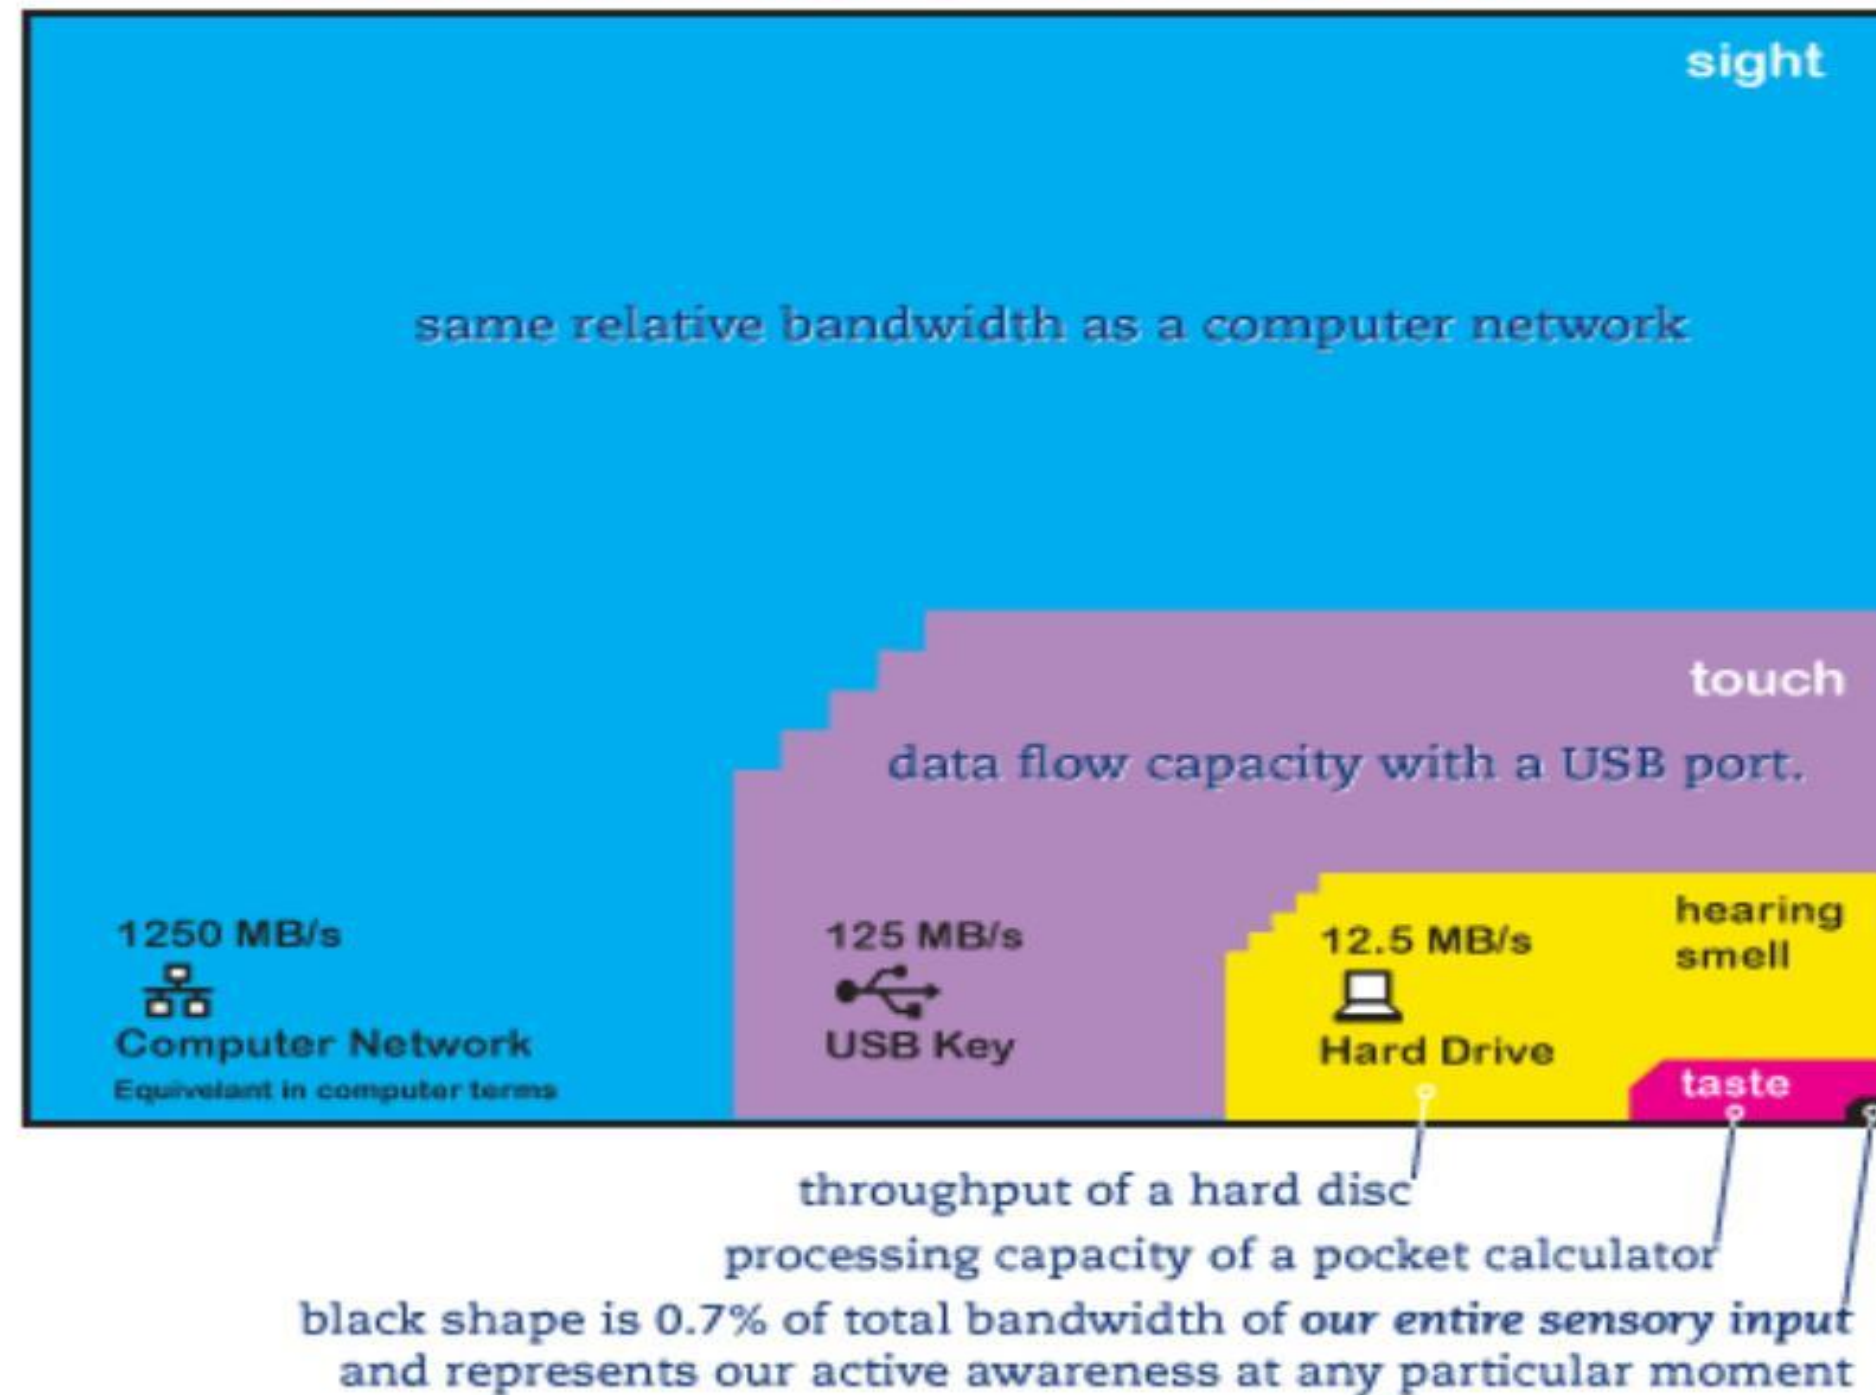 sight
same relative bandwidth as a computer network
touch
data flow capacity with a USB port.
1250 MB/s
Computer Network
Equivelant in computer terms
125 MB/s
USB Key
12.5 MB/s
Hard Drive
hearing
smell
taste
throughput of a hard disc
processing capacity of a pocket calculator
black shape is 0.7% of total bandwidth of our entire sensory input
and represents our active awareness at any particular moment